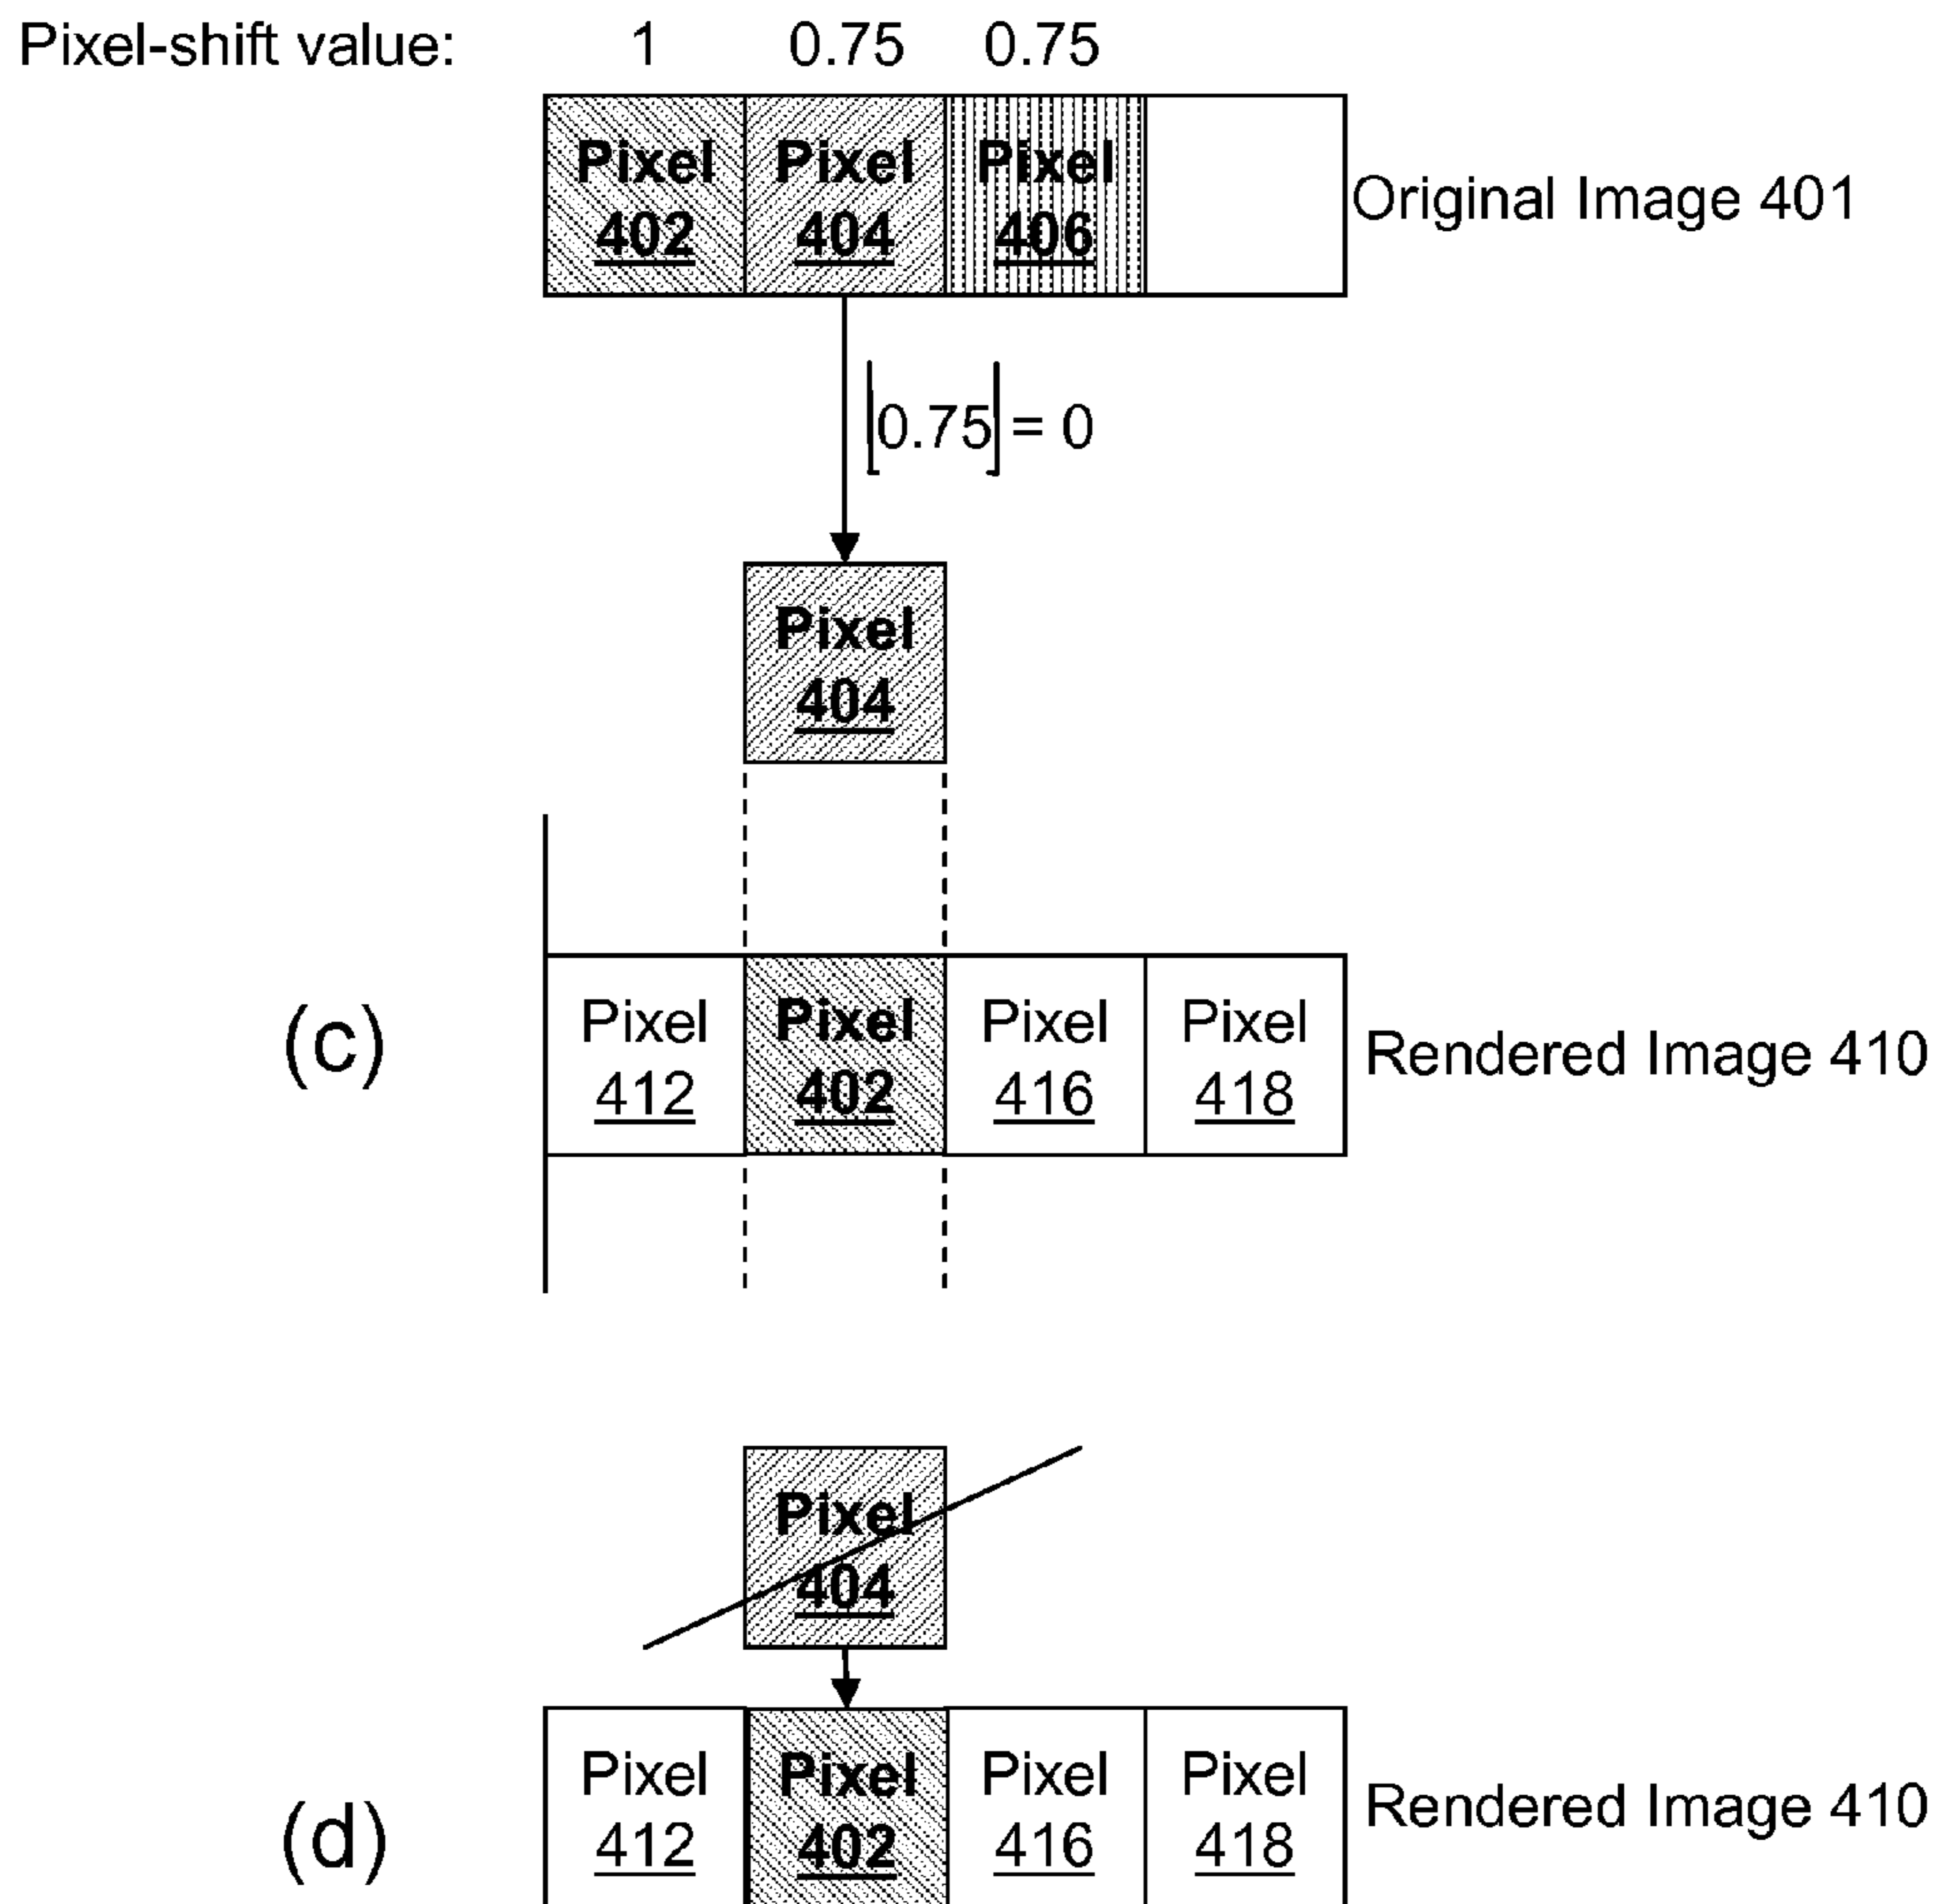 Pixel-shift value: 1 0.75 0.75
Pixel Pixel Pixel
402 404 406
Original Image 401
⌊0.75⌋ = 0
Pixel
404
(c)
Pixel Pixel Pixel Pixel
412 402 416 418
Rendered Image 410
Pixel
404
(d)
Pixel Pixel Pixel Pixel
412 402 416 418
Rendered Image 410